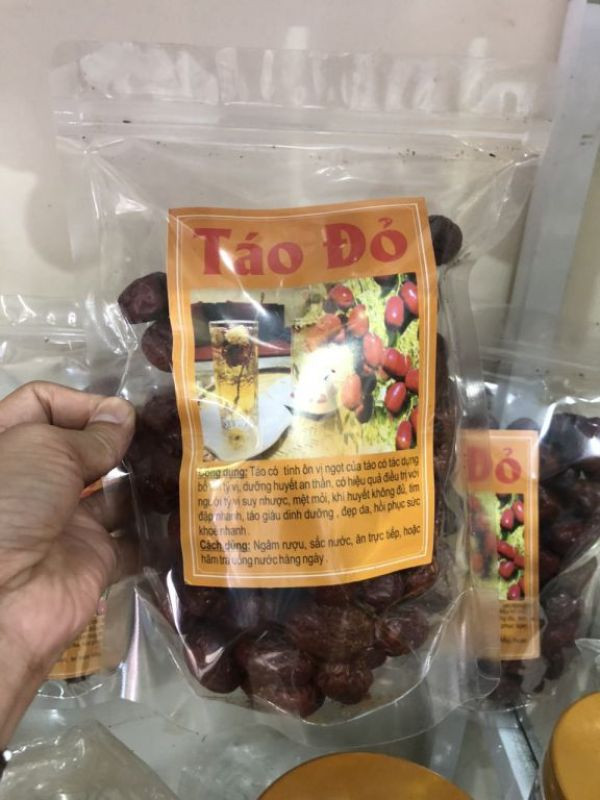 Táo Đỏ
Công dụng: Táo có tính ôn vị ngọt của táo có tác dụng
bổ ích tỳ vị, dưỡng huyết an thần, có hiệu quả điều trị với
người tỳ vị suy nhược, mệt mỏi, khí huyết không đủ, tim
đập nhanh, táo giàu dinh dưỡng , đẹp da, hồi phục sức
khoẻ nhanh .
Cách dùng: Ngâm rượu, sắc nước, ăn trực tiếp, hoặc
hãm trà uống nước hàng ngày .
Đỏ